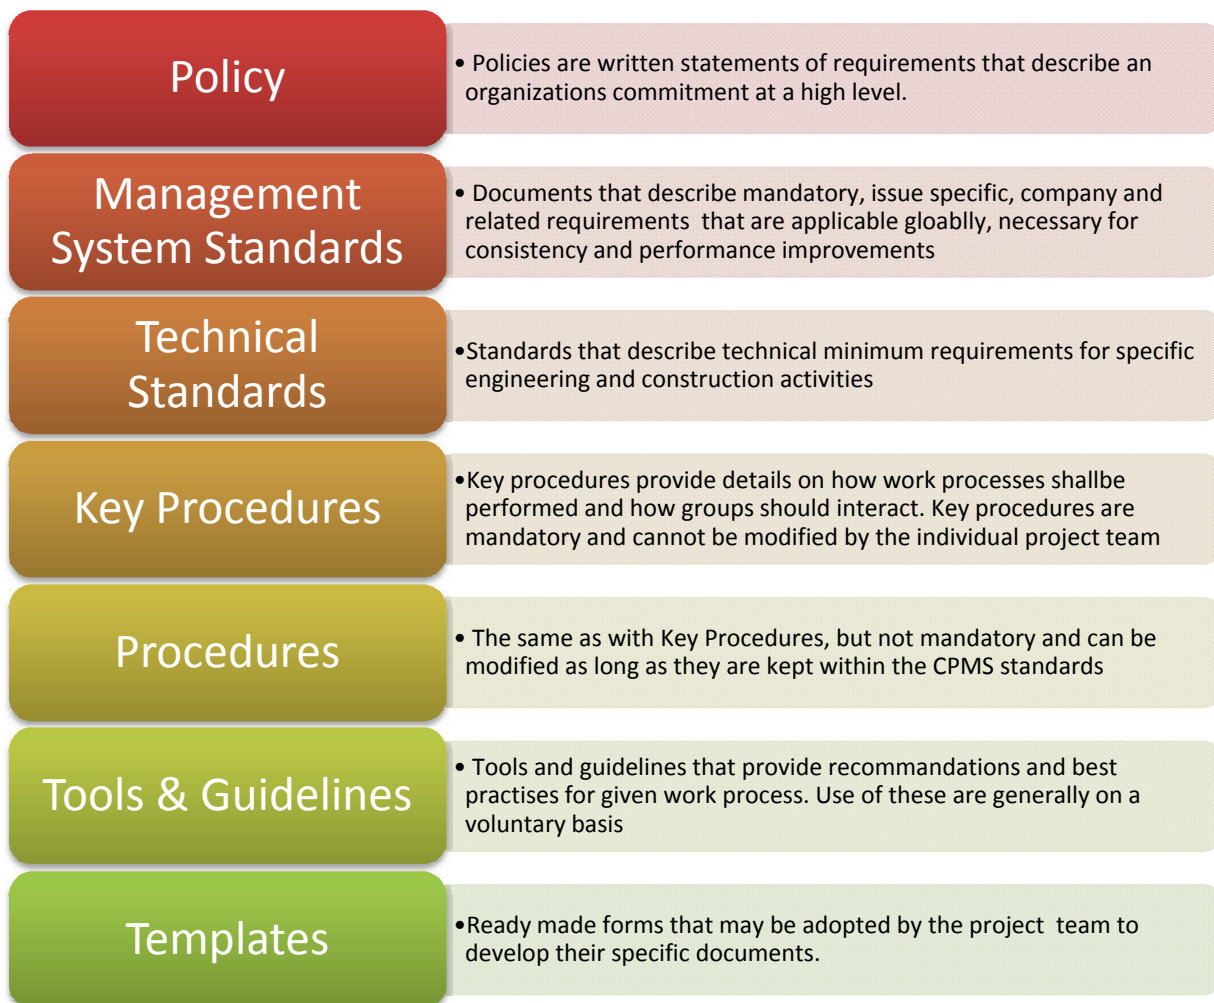 Policy
• Policies are written statements of requirements that describe an
organizations commitment at a high level.
Management
System Standards
• Documents that describe mandatory, issue specific, company and
related requirements that are applicable gloablly, necessary for
consistency and performance improvements
Technical
Standards
•Standards that describe technical minimum requirements for specific
engineering and construction activities
Key Procedures
•Key procedures provide details on how work processes shallbe
performed and how groups should interact. Key procedures are
mandatory and cannot be modified by the individual project team
Procedures
• The same as with Key Procedures, but not mandatory and can be
modified as long as they are kept within the CPMS standards
Tools & Guidelines
• Tools and guidelines that provide recommandations and best
practises for given work process. Use of these are generally on a
voluntary basis
Templates
•Ready made forms that may be adopted by the project team to
develop their specific documents.